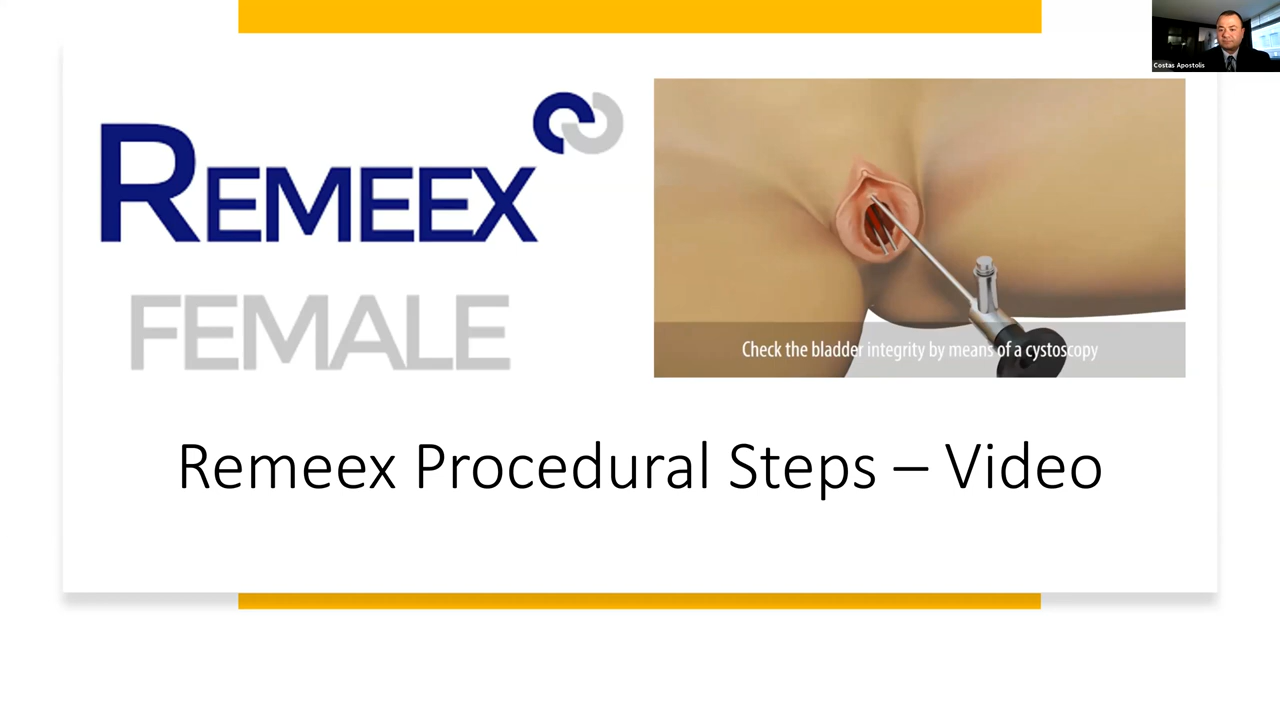 Costas Apostolis
REMEEX
FEMALE
Check the bladder integrity by means of a cystoscopy
Remeex Procedural Steps – Video